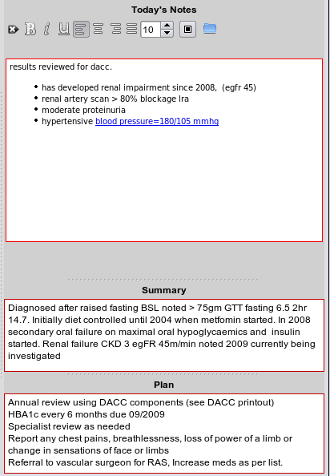 Today's Notes
B I U 10
results reviewed for dacc.
has developed renal impairment since 2008, (egfr 45)
renal artery scan > 80% blockage lra
moderate proteinuria
hypertensive blood pressure=180/105 mmhg
Summary
Diagnosed after raised fasting BSL noted > 75gm GTT fasting 6.5 2hr
14.7. Initially diet controlled until 2004 when metfomin started. In 2008
secondary oral failure on maximal oral hypoglycaemics and insulin
started. Renal failure CKD 3 egFR 45m/min noted 2009 currently being
investigated
Plan
Annual review using DACC components (see DACC printout)
HBA1c every 6 months due 09/2009
Specialist review as needed
Report any chest pains, breathlessness, loss of power of a limb or
change in sensations of face or limbs
Referral to vascular surgeon for RAS, Increase meds as per list.